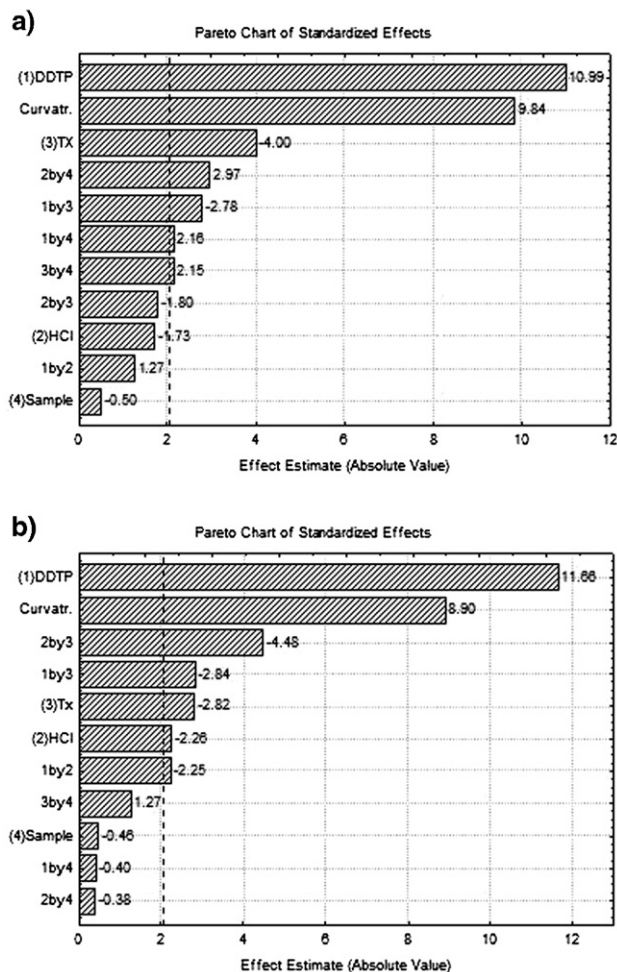 a)
Pareto Chart of Standardized Effects
(1)DDTP 10.99
Curvatr. 9.84
(3)TX -4.00
2by4 2.97
1by3 -2.78
1by4 2.16
3by4 2.15
2by3 -1.80
(2)HCl -1.73
1by2 1.27
(4)Sample -0.50
0 2 4 6 8 10 12
Effect Estimate (Absolute Value)
b)
Pareto Chart of Standardized Effects
(1)DDTP 11.66
Curvatr. 8.90
2by3 -4.48
1by3 -2.84
(3)Tx -2.82
(2)HCl -2.26
1by2 -2.25
3by4 1.27
(4)Sample -0.46
1by4 -0.40
2by4 -0.38
0 2 4 6 8 10 12
Effect Estimate (Absolute Value)